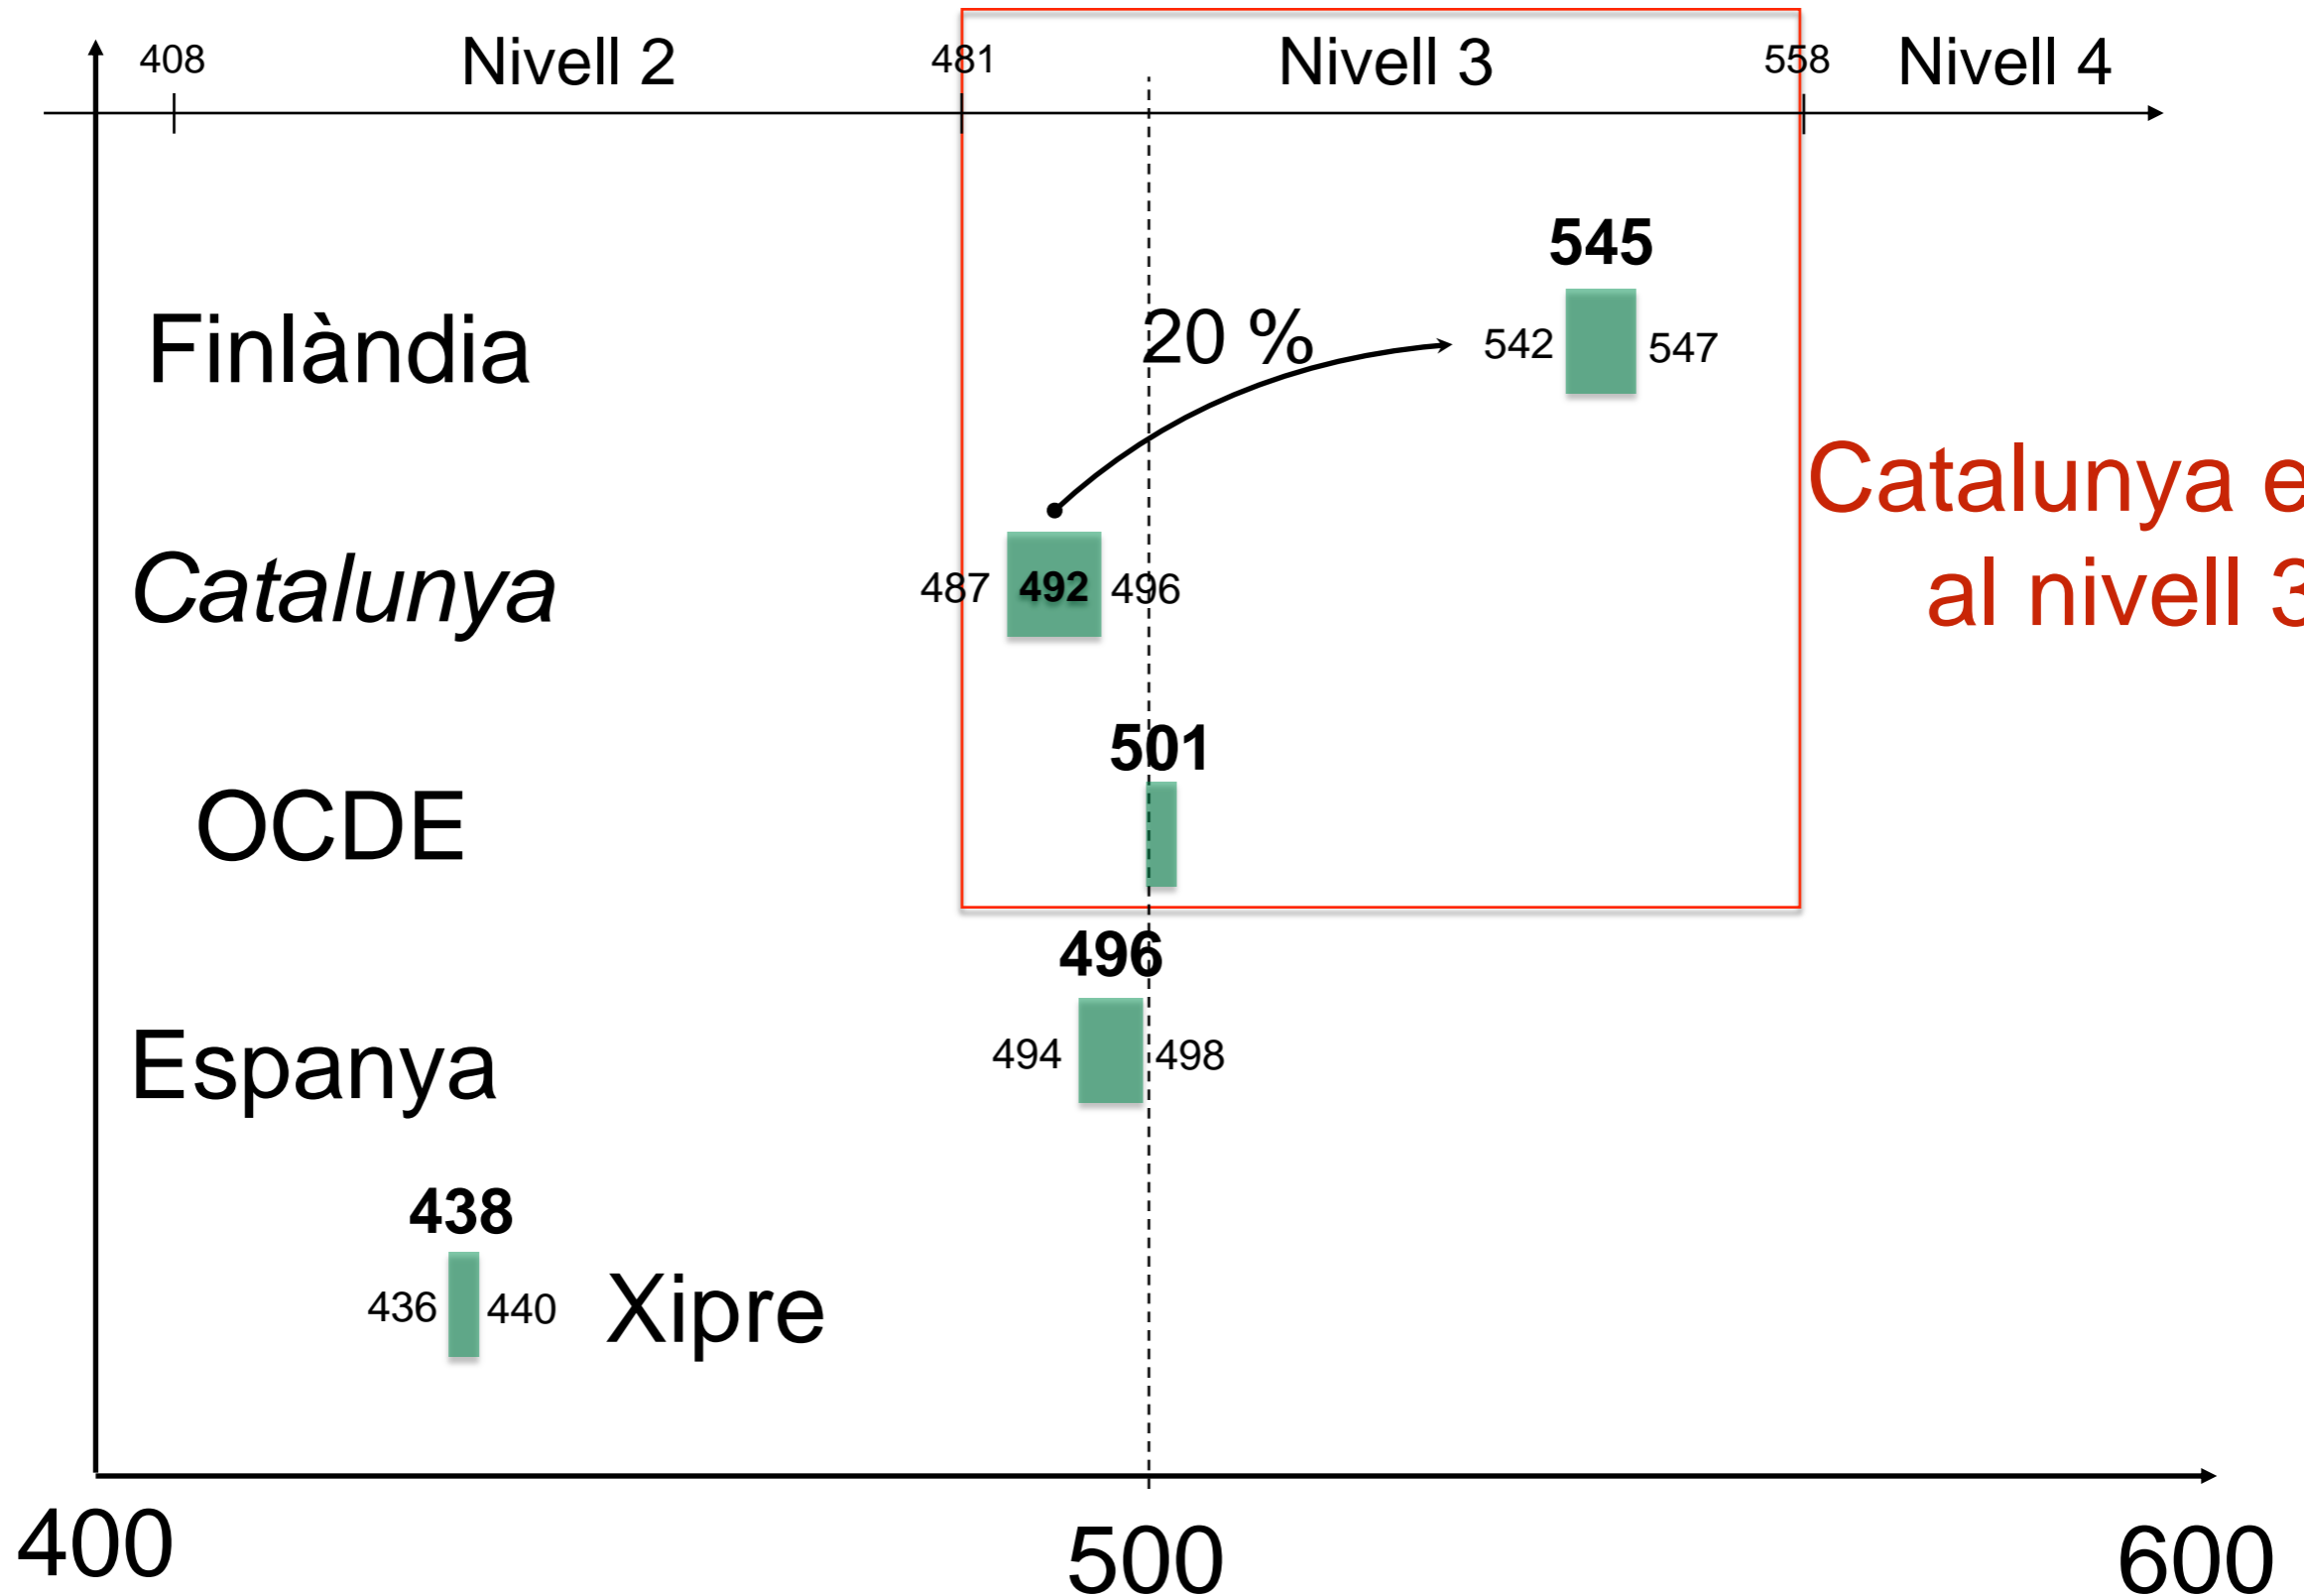 408 Nivell 2 481 Nivell 3 558 Nivell 4
545
20 %
Finlàndia 542 547
Catalunya e
al nivell 3
Catalunya 487 492 496
501
OCDE
496
Espanya 494 498
438
436 440 Xipre
400 500 600